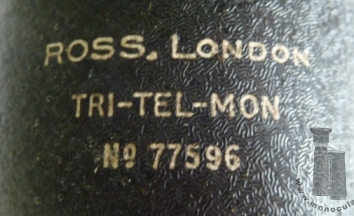 ROSS. LONDON
TRI-TEL-MON
Nº 77596